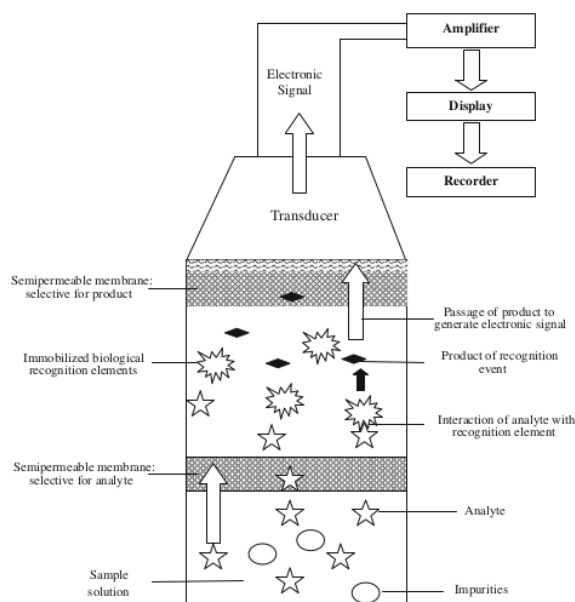 Amplifier
Electronic
Signal
Display
Recorder
Transducer
Semipermeable membrane:
selective for product
Passage of product to
generate electronic signal
Immobilized biological
recognition elements
Product of recognition
event
Interaction of analyte with
recognition element
Semipermeable membrane:
selective for analyte
Analyte
Sample
solution
Impurities